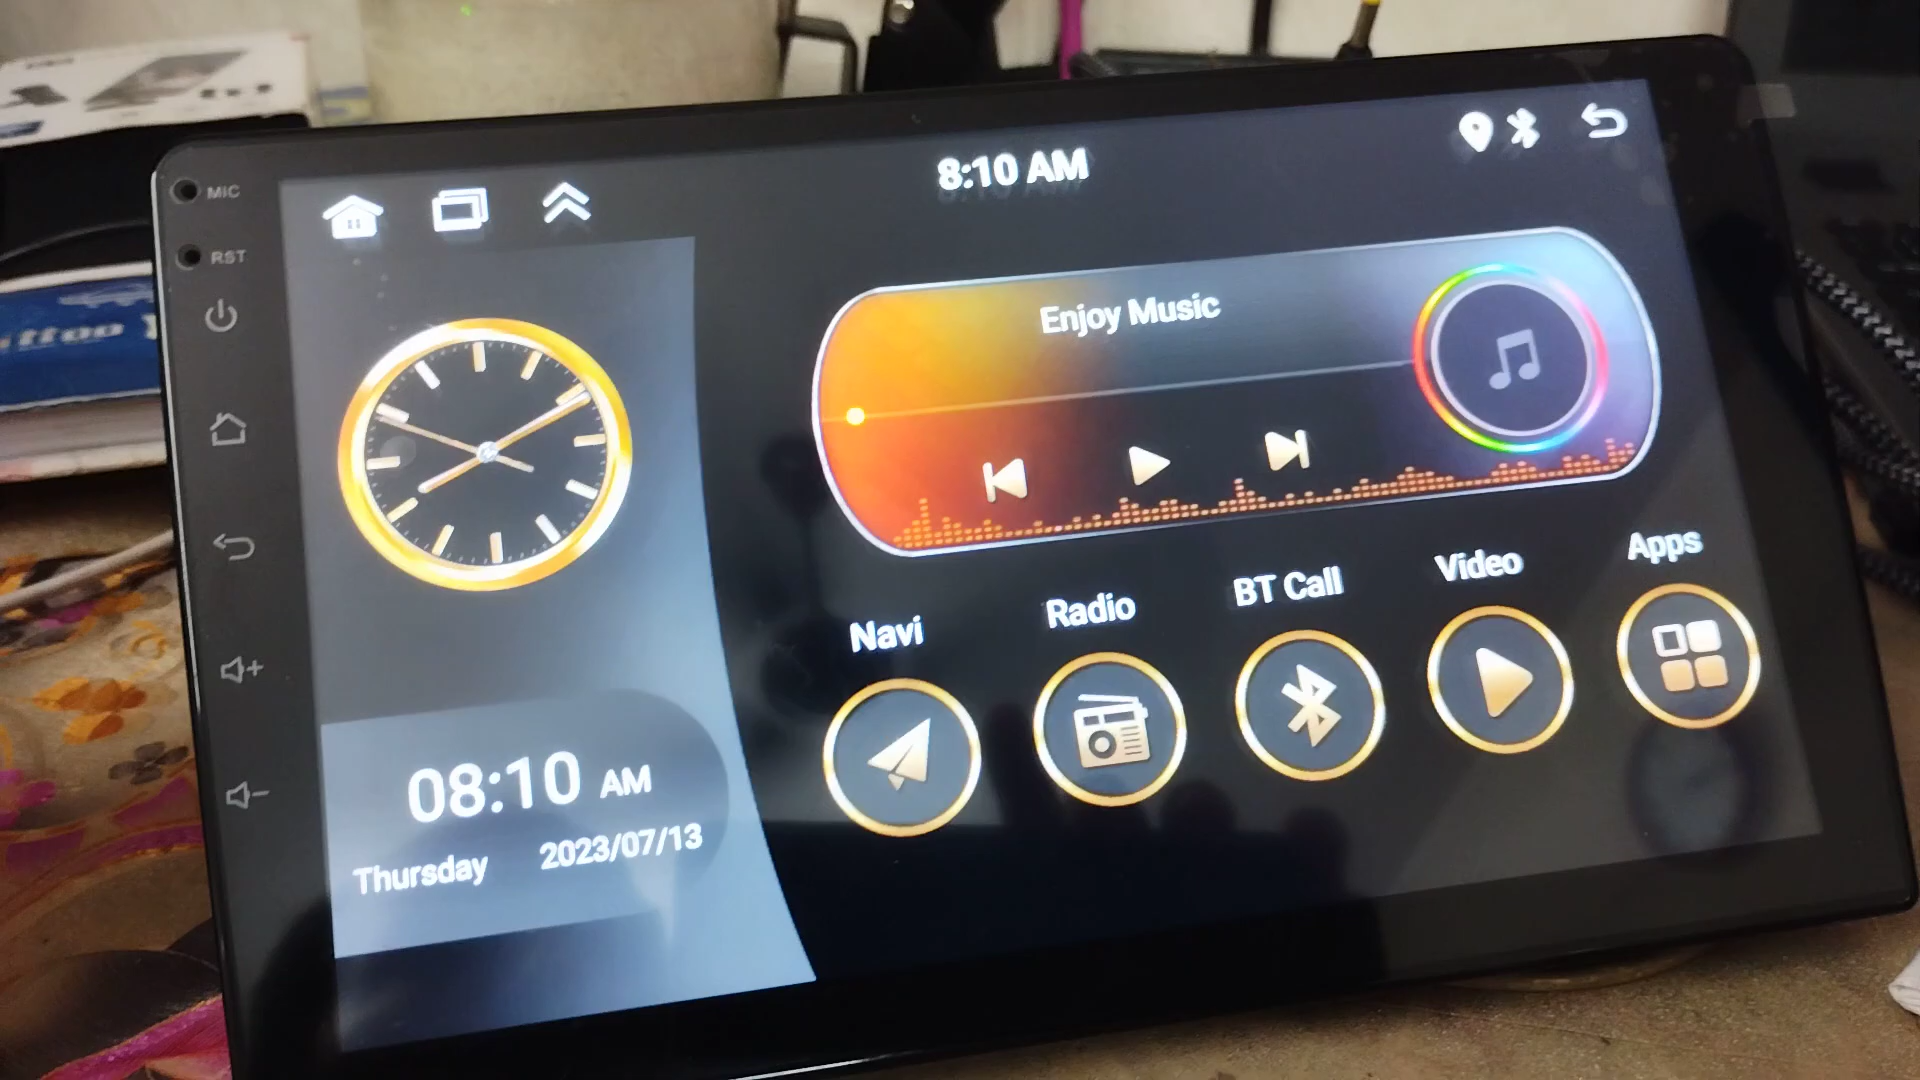 MIC
RST
8:10 AM
Enjoy Music
Navi
Radio
BT Call
Video
Apps
08:10 AM
Thursday 2023/07/13